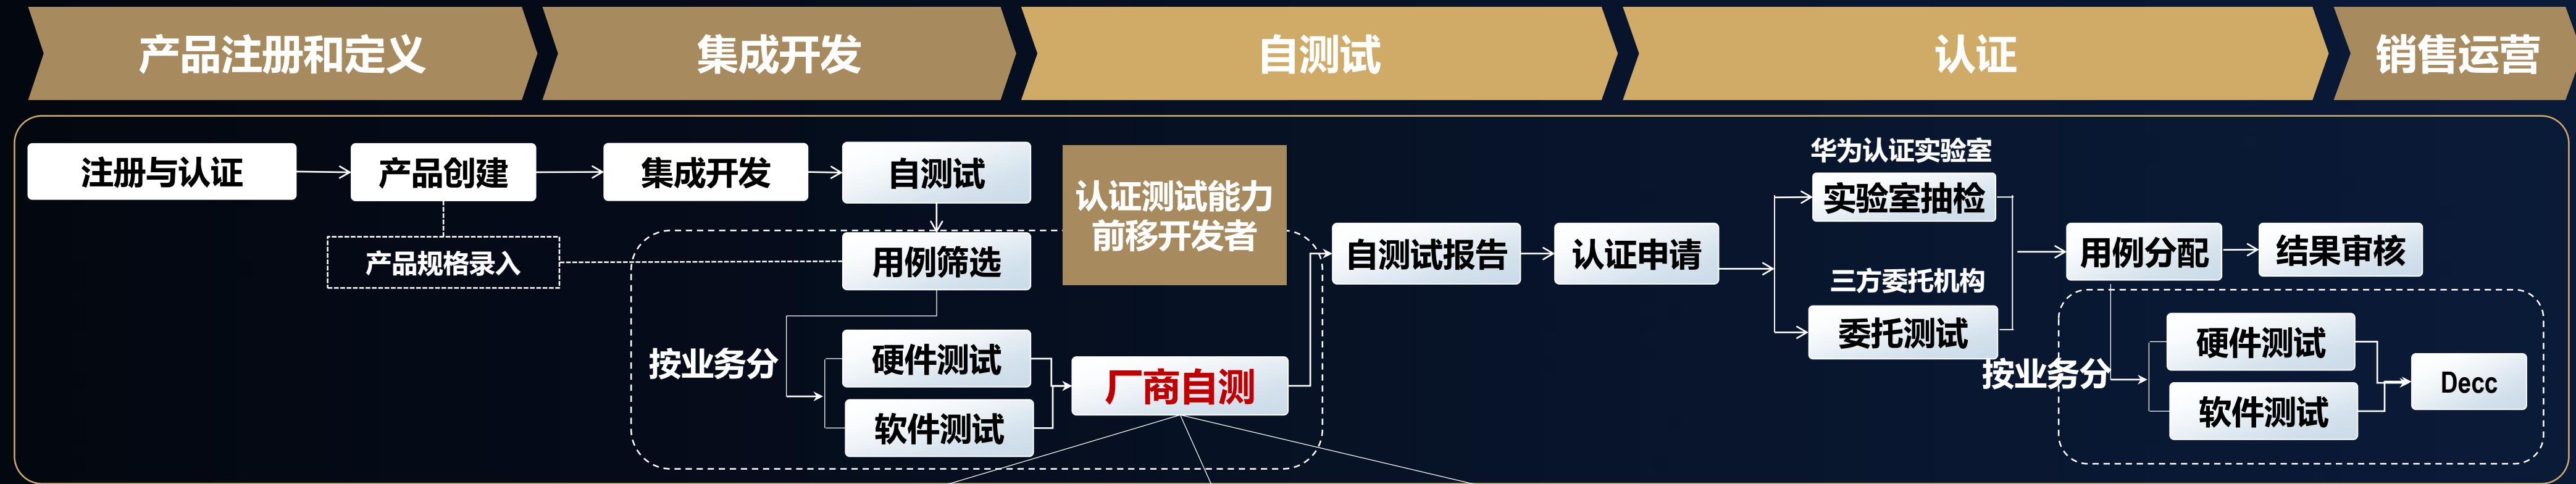 产品注册和定义
集成开发
自测试
认证
销售运营
注册与认证
产品创建
集成开发
自测试
认证测试能力
前移开发者
产品规格录入
用例筛选
按业务分
硬件测试
软件测试
厂商自测
自测试报告
认证申请
华为认证实验室
实验室抽检
三方委托机构
委托测试
用例分配
结果审核
按业务分
硬件测试
软件测试
Decc